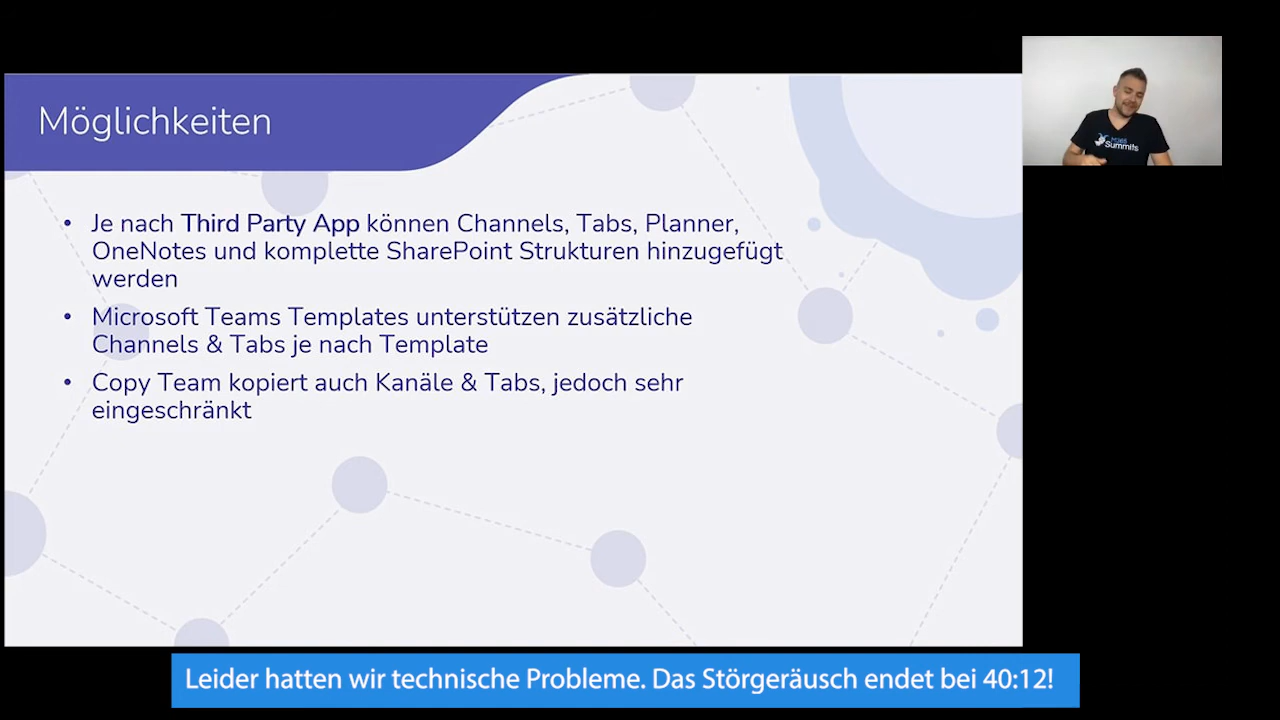 Möglichkeiten
• Je nach Third Party App können Channels, Tabs, Planner,
OneNotes und komplette SharePoint Strukturen hinzugefügt
werden
• Microsoft Teams Templates unterstützen zusätzliche
Channels & Tabs je nach Template
• Copy Team kopiert auch Kanäle & Tabs, jedoch sehr
eingeschränkt
Summits
Leider hatten wir technische Probleme. Das Störgeräusch endet bei 40:12!